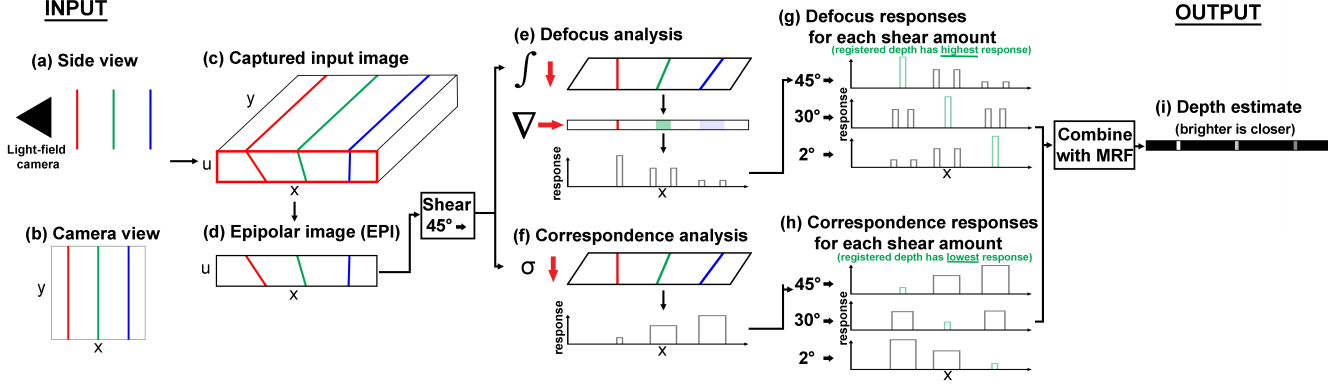 INPUT
(a) Side view
Light-field
camera
(b) Camera view
y
x
(c) Captured input image
y
u
x
(d) Epipolar image (EPI)
u
x
Shear
45°
(e) Defocus analysis
∫
∇
response
x
(f) Correspondence analysis
σ
response
x
(g) Defocus responses
for each shear amount
(registered depth has highest response)
45°
30°
2°
response
x
(h) Correspondence responses
for each shear amount
(registered depth has lowest response)
45°
30°
2°
response
x
Combine
with MRF
OUTPUT
(i) Depth estimate
(brighter is closer)